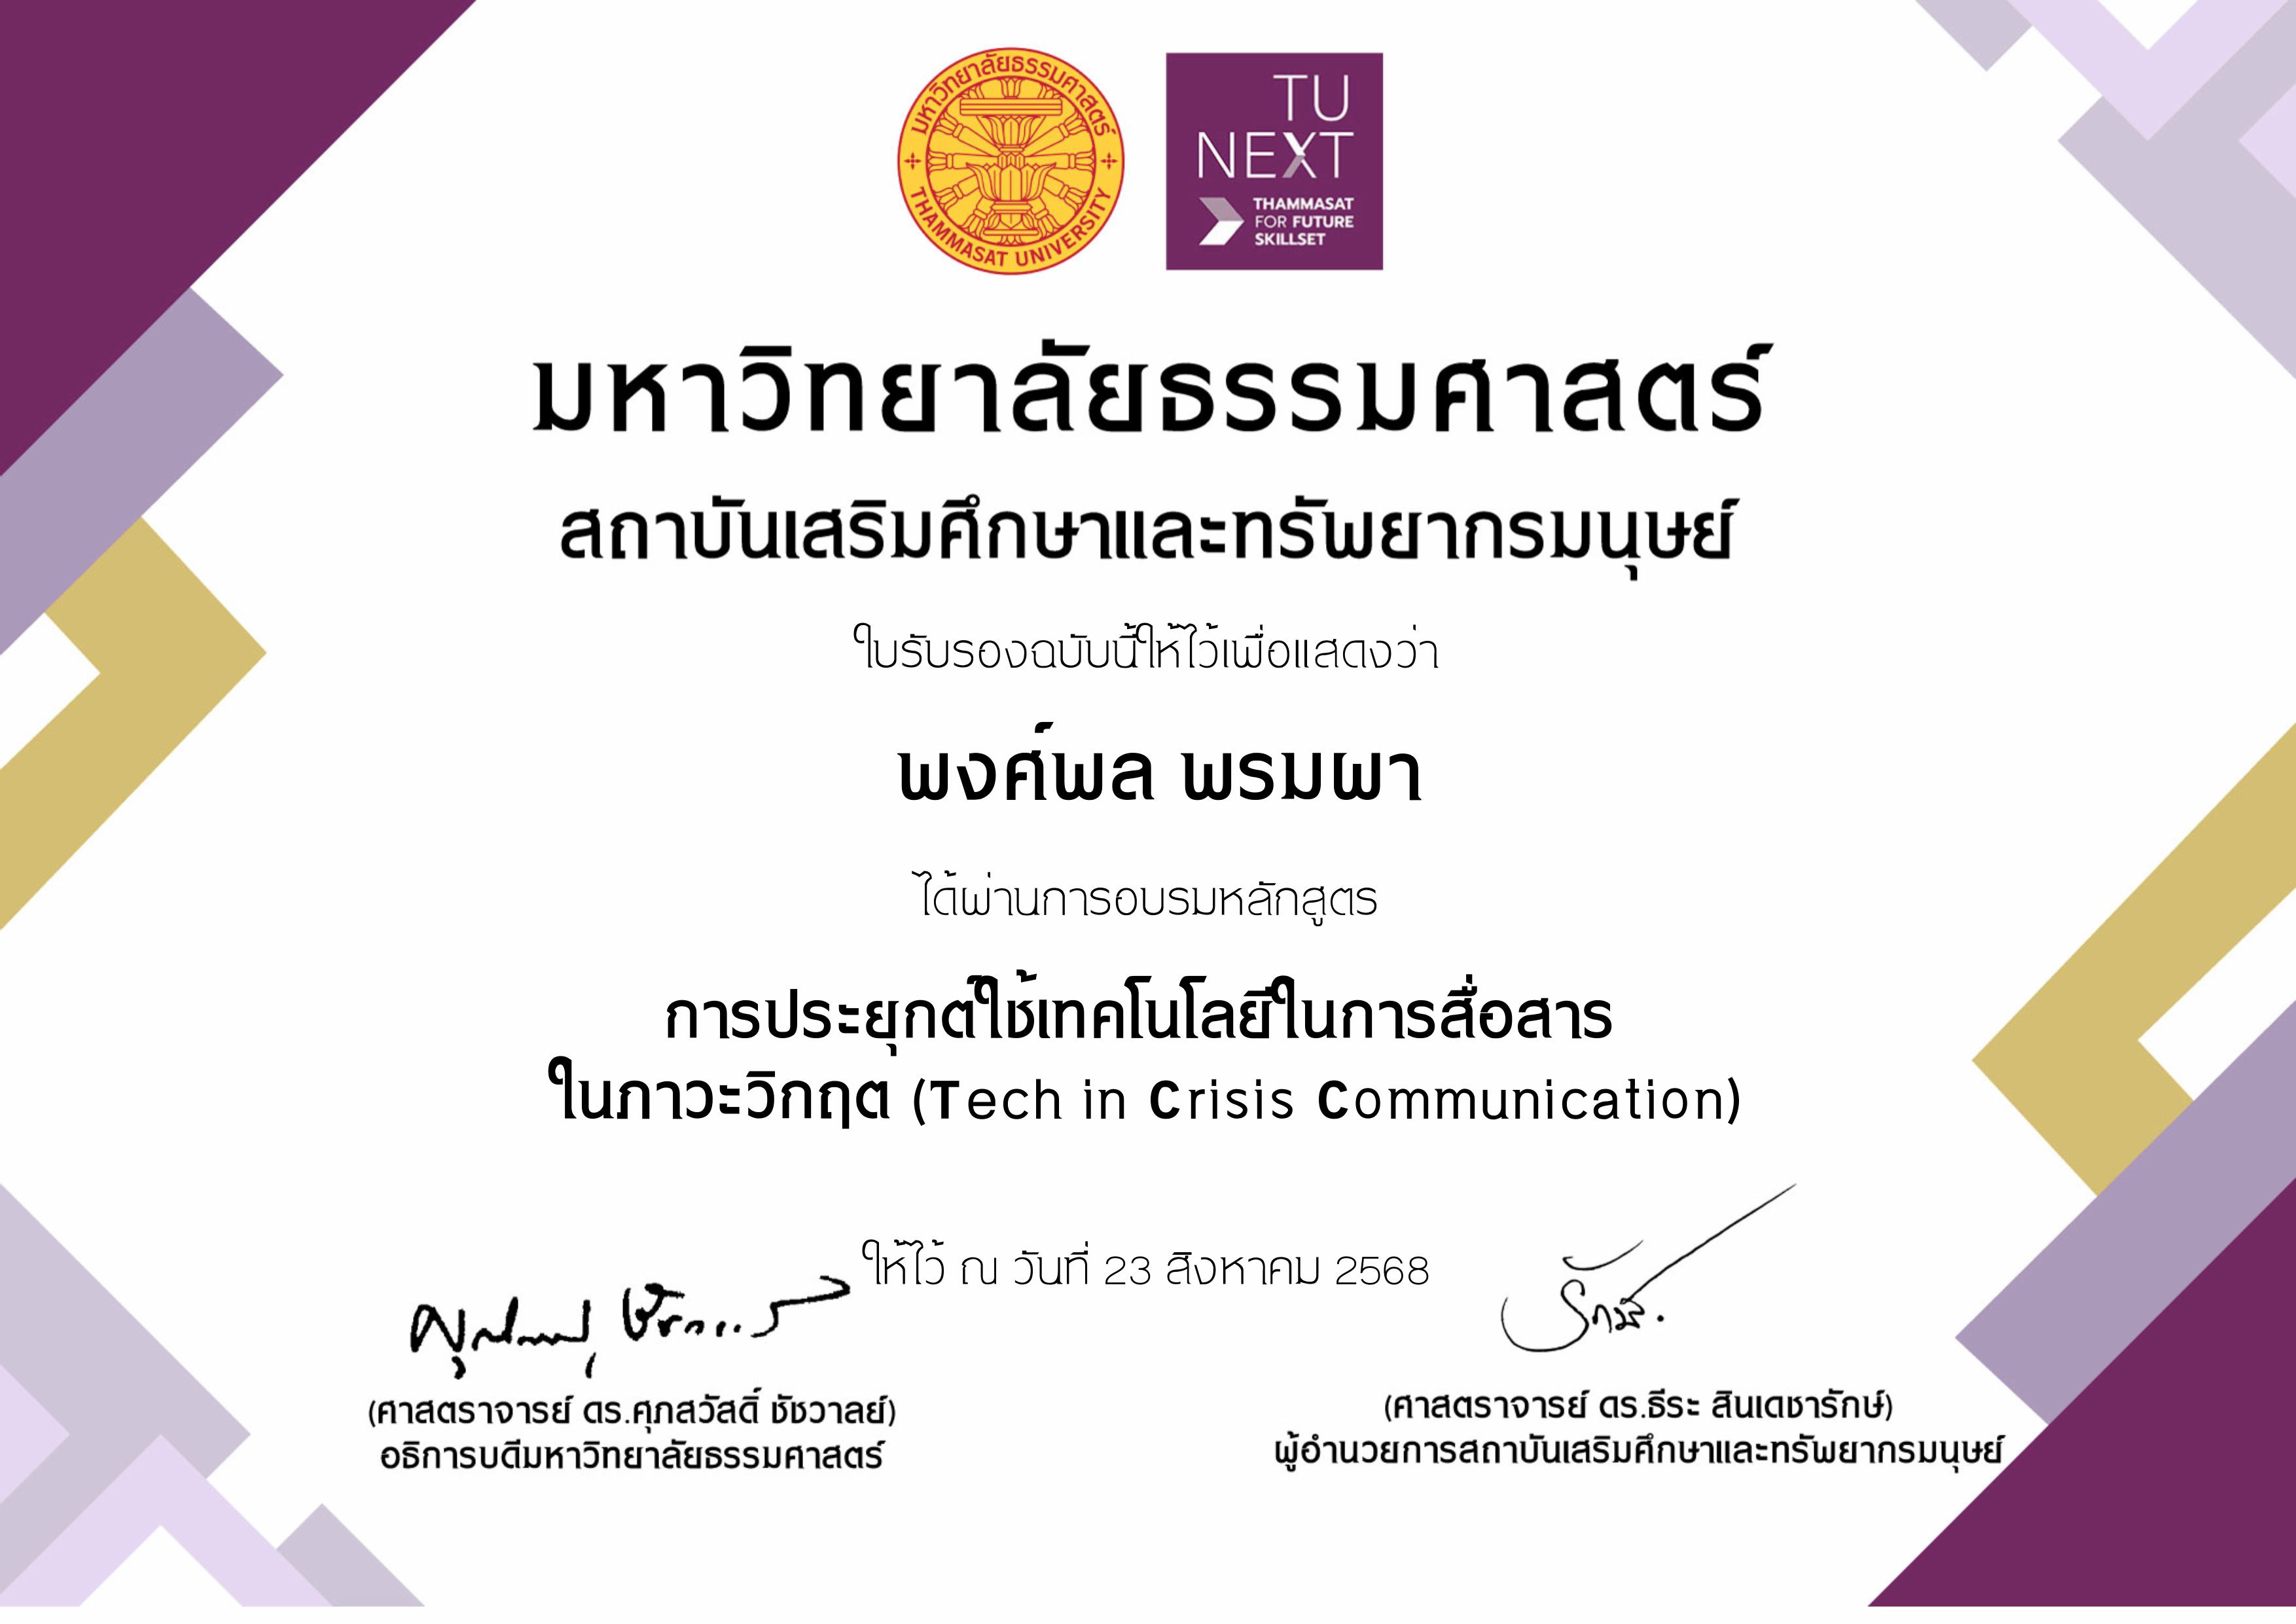 มหาวิทยาลัยธรรมศาสตร์
THAMMASAT UNIVERSITY
TU
NEXT
THAMMASAT
FOR FUTURE
SKILLSET
มหาวิทยาลัยธรรมศาสตร์
สถาบันเสริมศึกษาและทรัพยากรมนุษย์
ใบรับรองฉบับนี้ให้ไว้เพื่อแสดงว่า
พงศ์พล พรมผา
ได้ผ่านการอบรมหลักสูตร
การประยุกต์ใช้เทคโนโลยีในการสื่อสาร
ในภาวะวิกฤต (Tech in Crisis Communication)
ให้ไว้ ณ วันที่ 23 สิงหาคม 2568
(ศาสตราจารย์ ดร.ศุภสวัสดิ์ ชัชวาลย์)
อธิการบดีมหาวิทยาลัยธรรมศาสตร์
(ศาสตราจารย์ ดร.ธีระ สินเดชารักษ์)
ผู้อำนวยการสถาบันเสริมศึกษาและทรัพยากรมนุษย์